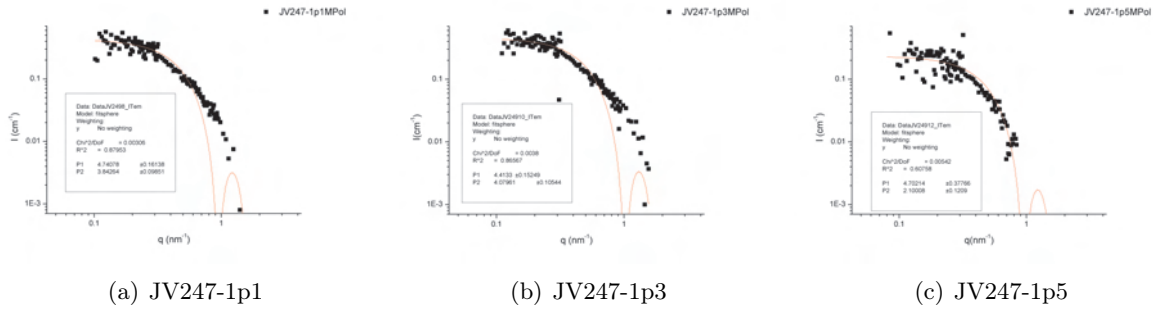 JV247-1p1MPol
I (cm⁻¹)
0.1
0.01
1E-3
Data: DataJV2498_ITem
Model: fitsphere
Weighting:
y No weighting
Chi^2/DoF = 0.00306
R^2 = 0.87953
P1 4.74078 ±0.16138
P2 3.84264 ±0.09851
0.1 1
q (nm⁻¹)
(a) JV247-1p1
JV247-1p3MPol
I(cm⁻¹)
0.1
0.01
1E-3
Data: DataJV24910_ITem
Model: fitsphere
Weighting:
y No weighting
Chi^2/DoF = 0.0039
R^2 = 0.86567
P1 4.4133 ±0.15249
P2 4.07961 ±0.10544
0.1 1
q (nm⁻¹)
(b) JV247-1p3
JV247-1p5MPol
I (cm⁻¹)
0.1
0.01
1E-3
Data: DataJV24912_ITem
Model: fitsphere
Weighting:
y No weighting
Chi^2/DoF = 0.00542
R^2 = 0.60758
P1 4.70214 ±0.37766
P2 2.10006 ±0.1209
0.1 1
q(nm⁻¹)
(c) JV247-1p5